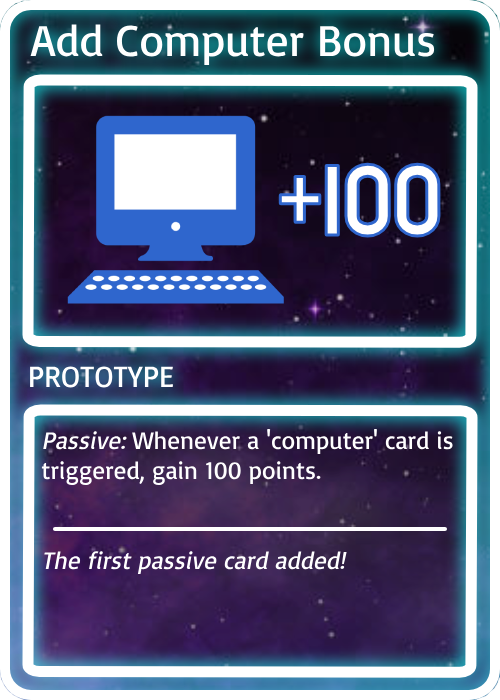 Add Computer Bonus
+100
PROTOTYPE
Passive: Whenever a 'computer' card is
triggered, gain 100 points.
The first passive card added!